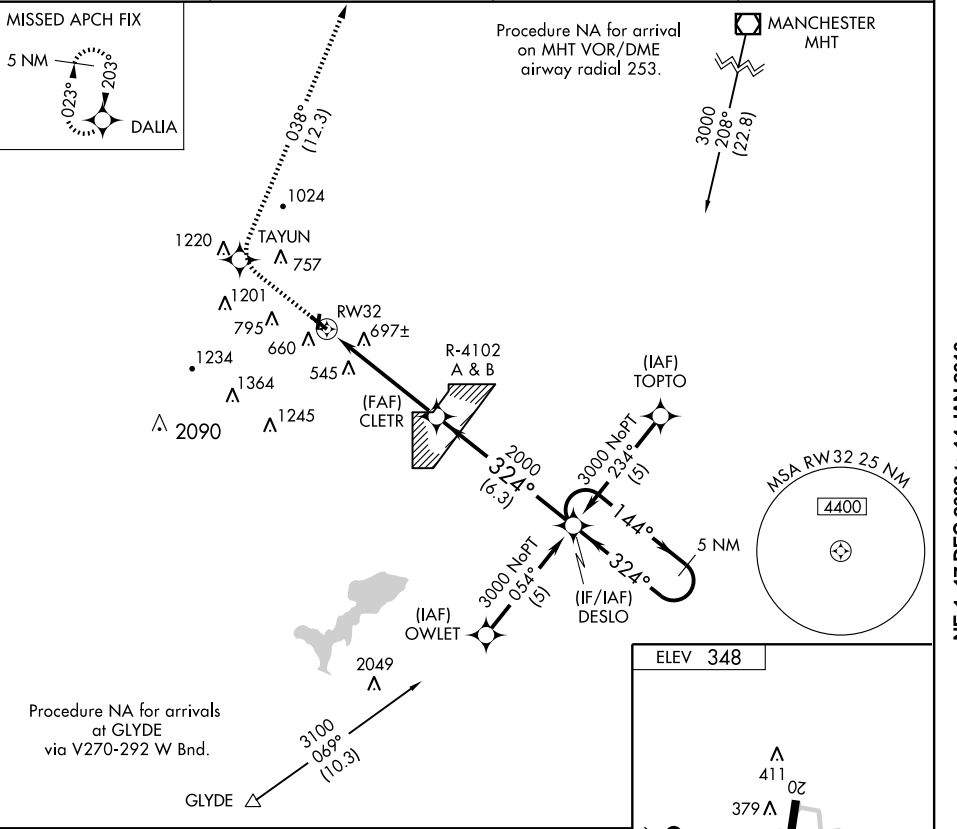 MISSED APCH FIX
5 NM
023°
203°
DALIA
Procedure NA for arrival
on MHT VOR/DME
airway radial 253.
MANCHESTER
MHT
3000
208°
(22.8)
038°
(12.3)
1024
1220
TAYUN
757
1201
795
RW32
660
697±
545
1234
1364
2090
1245
R-4102
A & B
(FAF)
CLETR
(IAF)
TOPTO
3000 NoPT
234°
(5)
2000
324°
(6.3)
144°
324°
5 NM
MSA RW32 25 NM
4400
3000 NoPT
054°
(5)
(IF/IAF)
DESLO
(IAF)
OWLET
2049
Procedure NA for arrivals
at GLYDE
via V270-292 W Bnd.
3100
069°
(10.3)
GLYDE
ELEV 348
411
20
379